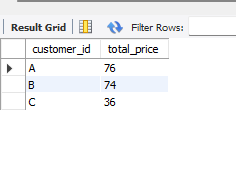 Result Grid Filter Rows:
customer_id total_price
A 76
B 74
C 36